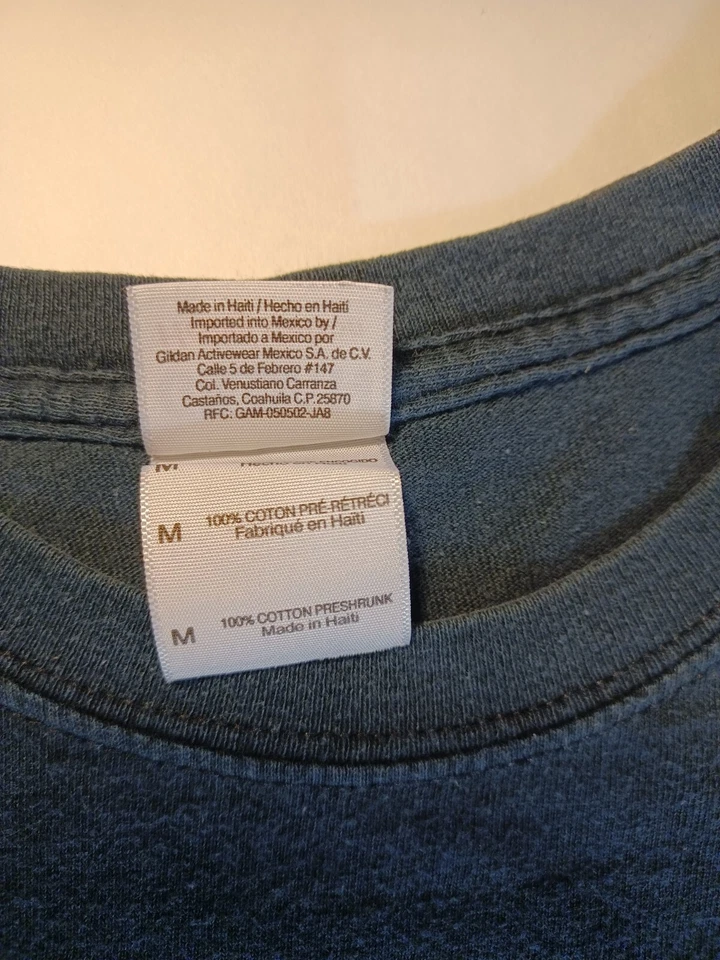 Made in Haiti / Hecho en Haití
Imported into Mexico by /
Importado a Mexico por
Gildan Activewear Mexico S.A. de C.V.
Calle 5 de Febrero #147
Col. Venustiano Carranza
Castaños, Coahuila C.P. 25870
RFC: GAM-050502-JA8
M
M 100% COTON PRÉ-RÉTRÉCI
Fabriqué en Haïti
M 100% COTTON PRESHRUNK
Made in Haiti